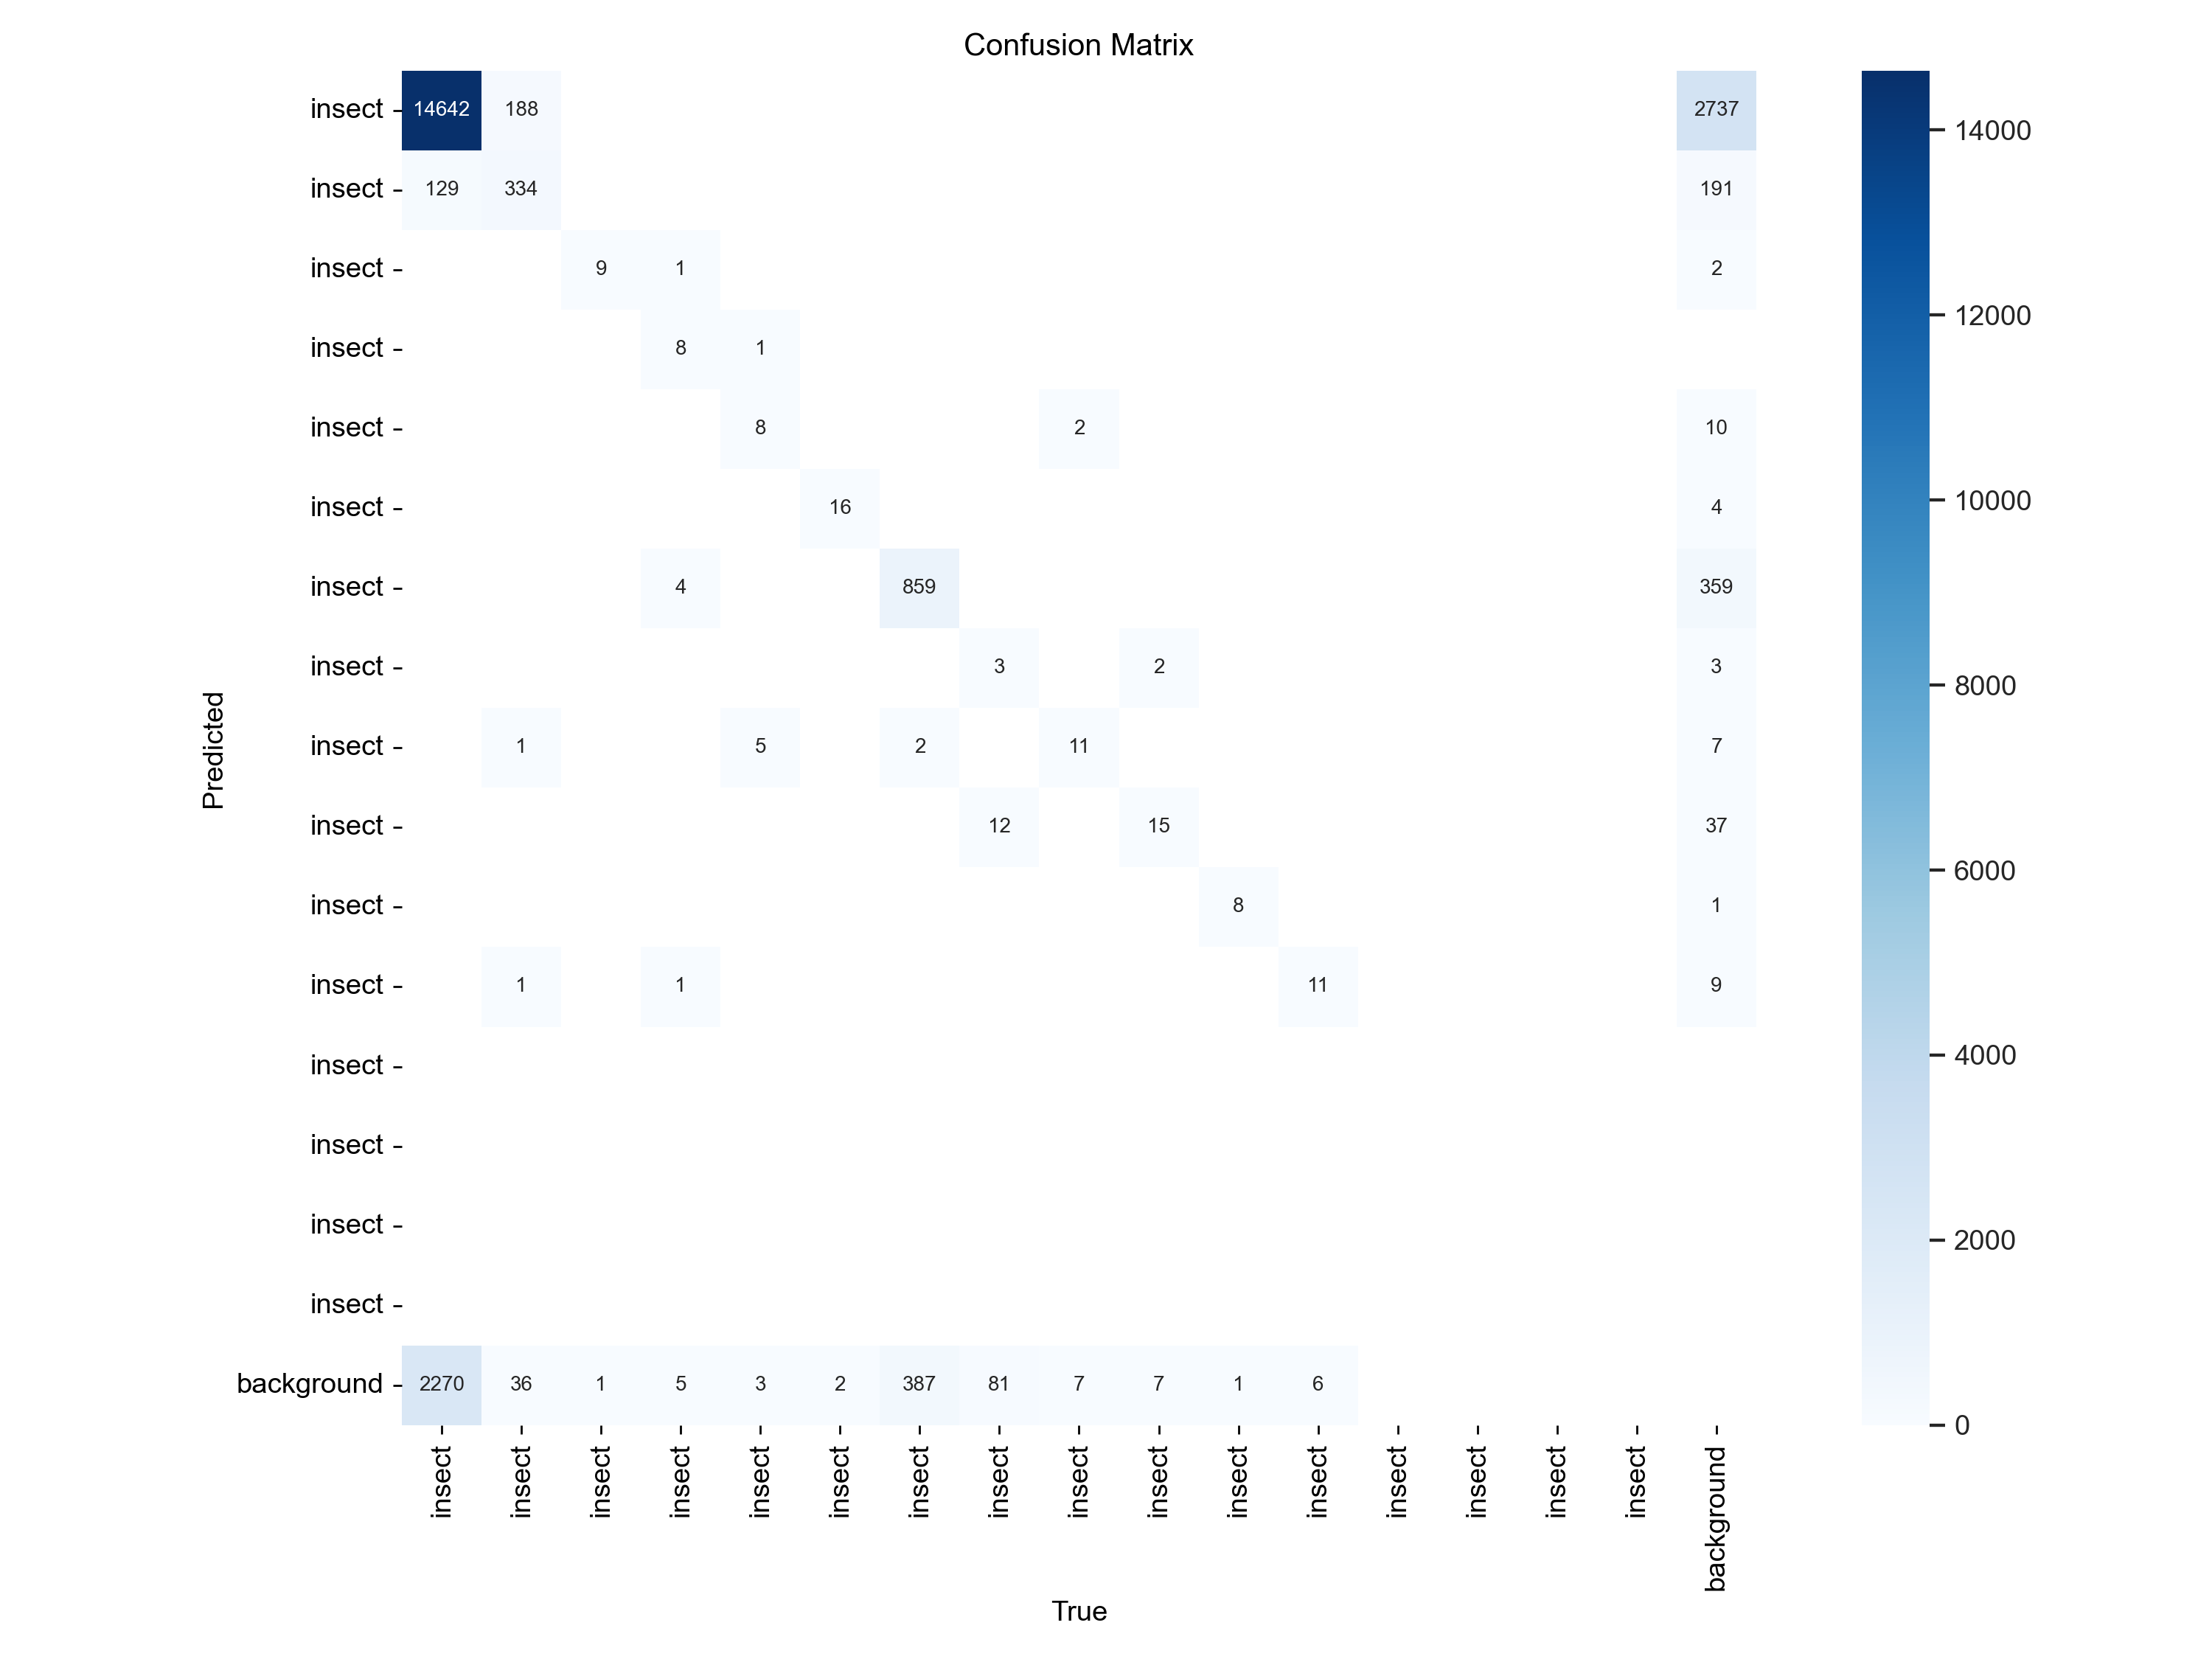 Confusion Matrix
insect 14642 188 2737 14000
insect 129 334 191
insect 9 1 2
insect 8 1 12000
insect 8 2 10
insect 16 4 10000
insect 4 859 359
insect 3 2 3 8000
insect 1 5 2 11 7
insect 12 15 37
insect 8 1 6000
insect 1 1 11 9
insect 4000
insect
insect 2000
insect
background 2270 36 1 5 3 2 387 81 7 7 1 6 0
Predicted
insect insect insect insect insect insect insect insect insect insect insect insect insect insect insect insect background
True